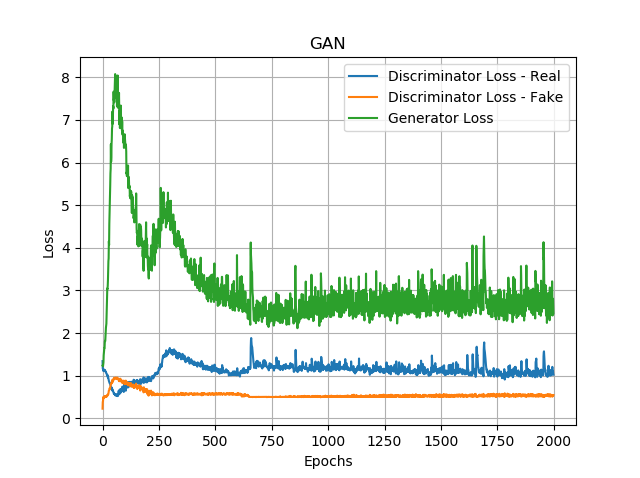 GAN
Discriminator Loss - Real
Discriminator Loss - Fake
Generator Loss
Loss
8
7
6
5
4
3
2
1
0
0 250 500 750 1000 1250 1500 1750 2000
Epochs